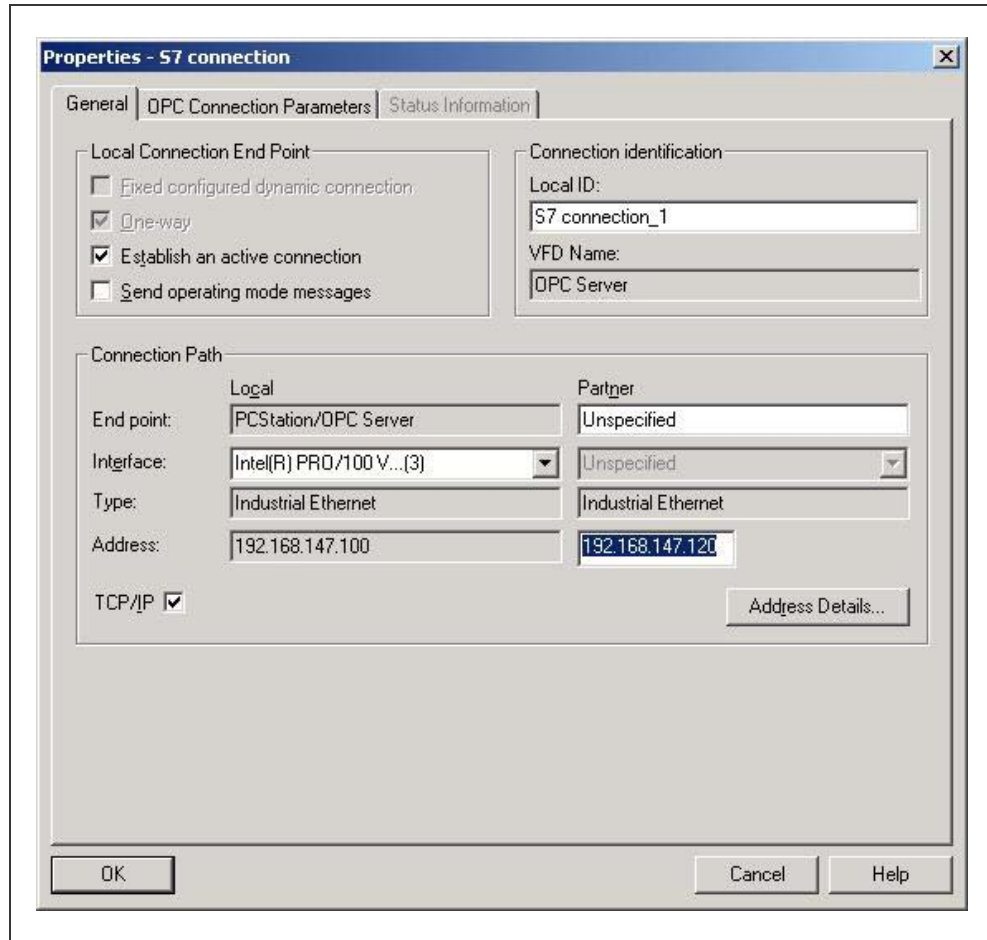 Properties - S7 connection
General
OPC Connection Parameters
Status Information
Local Connection End Point
Fixed configured dynamic connection
One-way
Establish an active connection
Send operating mode messages
Connection identification
Local ID:
S7 connection_1
VFD Name:
OPC Server
Connection Path
Local Partner
End point: PCStation/OPC Server Unspecified
Interface: Intel(R) PRO/100 V...(3) Unspecified
Type: Industrial Ethernet Industrial Ethernet
Address: 192.168.147.100 192.168.147.120
TCP/IP
Address Details...
OK Cancel Help